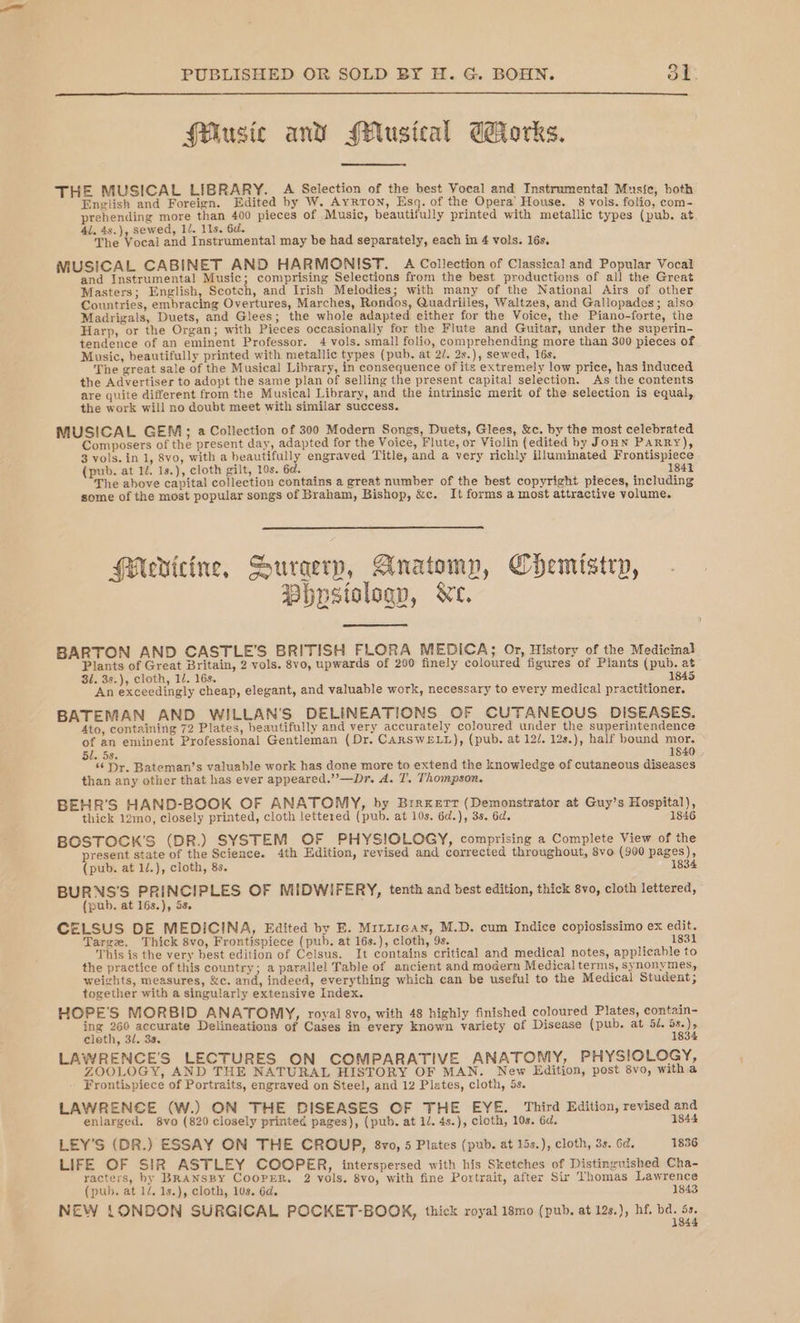 PUBLISHED OR SOLD BY H. G. BOHN. 31
Music and Musical Works.
THE MUSICAL LIBRARY. A Selection of the best Vocal and Instrumental Music, both
English and Foreign. Edited by W. AYRTON, Esq. of the Opera House. 8 vols. folio, com-
prehending more than 400 pieces of Music, beautifully printed with metallic types (pub. at
4l. 4s.), sewed, 1l. 11s. 6d.
The Vocal and Instrumental may be had separately, each in 4 vols. 16s.
MUSICAL CABINET AND HARMONIST. A Collection of Classical and Popular Vocal
and Instrumental Music; comprising Selections from the best productions of all the Great
Masters; English, Scotch, and Irish Melodies; with many of the National Airs of other
Countries, embracing Overtures, Marches, Rondos, Quadrilles, Waltzes, and Gallopades; also
Madrigals, Duets, and Glees; the whole adapted either for the Voice, the Piano-forte, the
Harp, or the Organ; with Pieces occasionally for the Flute and Guitar, under the superin-
tendence of an eminent Professor. 4 vols. small folio, comprehending more than 300 pieces of
Music, beautifully printed with metallic types (pub. at 2l. 2s.), sewed, 16s.
The great sale of the Musical Library, in consequence of its extremely low price, has induced
the Advertiser to adopt the same plan of selling the present capital selection. As the contents
are quite different from the Musical Library, and the intrinsic merit of the selection is equal,
the work will no doubt meet with similar success.
MUSICAL GEM; a Collection of 300 Modern Songs, Duets, Glees, &c. by the most celebrated
Composers of the present day, adapted for the Voice, Flute, or Violin (edited by JOHN PARRY),
3 vols. in 1, 8vo, with a beautifully engraved Title, and a very richly illuminated Frontispiece
(pub. at 1l. 1s.), cloth gilt, 10s. 6d. 1841
The above capital collection contains a great number of the best copyright pieces, including
some of the most popular songs of Braham, Bishop, &c. It forms a most attractive volume.
Medicine, Surgery, Anatomy, Chemistry,
Physiology, &c.
BARTON AND CASTLE'S BRITISH FLORA MEDICA; Or, History of the Medicinal
Plants of Great Britain, 2 vols. 8vo, upwards of 200 finely coloured figures of Plants (pub. at
3l. 3s.), cloth, 1l. 16s. 1845
An exceedingly cheap, elegant, and valuable work, necessary to every medical practitioner.
BATEMAN AND WILLAN'S DELINEATIONS OF CUTANEOUS DISEASES.
4to, containing 72 Plates, beautifully and very accurately coloured under the superintendence
of an eminent Professional Gentleman (Dr. CARSWELL), (pub. at 12l. 12s.), half bound mor.
5l. 5s. 1840
“Dr. Bateman's valuable work has done more to extend the knowledge of cutaneous diseases
than any other that has ever appeared.”—Dr. A. T. Thompson.
BEHR'S HAND-BOOK OF ANATOMY, by BIRKETT (Demonstrator at Guy's Hospital),
thick 12mo, closely printed, cloth lettered (pub. at 10s. 6d.), 3s. 6d. 1846
BOSTOCK'S (DR.) SYSTEM OF PHYSIOLOGY, comprising a Complete View of the
present state of the Science. 4th Edition, revised and corrected throughout, 8vo (900 pages),
(pub. at 1l.), cloth, 8s. 1834
BURNS'S PRINCIPLES OF MIDWIFERY, tenth and best edition, thick 8vo, cloth lettered,
(pub. at 16s.), 5s.
CELSUS DE MEDICINA, Edited by E. MILLIGAN, M.D. cum Indice copiosissimo ex edit.
Targæ. Thick 8vo, Frontispiece (pub. at 16s.), cloth, 9s. 1831
This is the very best edition of Celsus. It contains critical and medical notes, applicable to
the practice of this country; a parallel Table of ancient and modern Medical terms, synonymes,
weights, measures, &c. and, indeed, everything which can be useful to the Medical Student;
together with a singularly extensive Index.
HOPE'S MORBID ANATOMY, royal 8vo, with 48 highly finished coloured Plates, contain-
ing 260 accurate Delineations of Cases in every known variety of Disease (pub. at 5l. 5s.),
cloth, 3l. 3s. 1834
LAWRENCE'S LECTURES ON COMPARATIVE ANATOMY, PHYSIOLOGY,
ZOOLOGY, AND THE NATURAL HISTORY OF MAN. New Edition, post 8vo, with a
Frontispiece of Portraits, engraved on Steel, and 12 Plates, cloth, 5s.
LAWRENCE (W.) ON THE DISEASES OF THE EYE. Third Edition, revised and
enlarged. 8vo (820 closely printed pages), (pub. at 1l. 4s.), cloth, 10s. 6d. 1844
LEY'S (DR.) ESSAY ON THE CROUP, 8vo, 5 Plates (pub. at 15s.), cloth, 3s. 6d. 1836
LIFE OF SIR ASTLEY COOPER, interspersed with his Sketches of Distinguished Cha-
racters, by BRANSBY COOPER. 2 vols. 8vo, with fine Portrait, after Sir Thomas Lawrence
(pub. at 1l. 1s.), cloth, 10s. 6d. 1843
NEW LONDON SURGICAL POCKET-BOOK, thick royal 18mo (pub. at 12s.), hf. bd. 5s.
1844